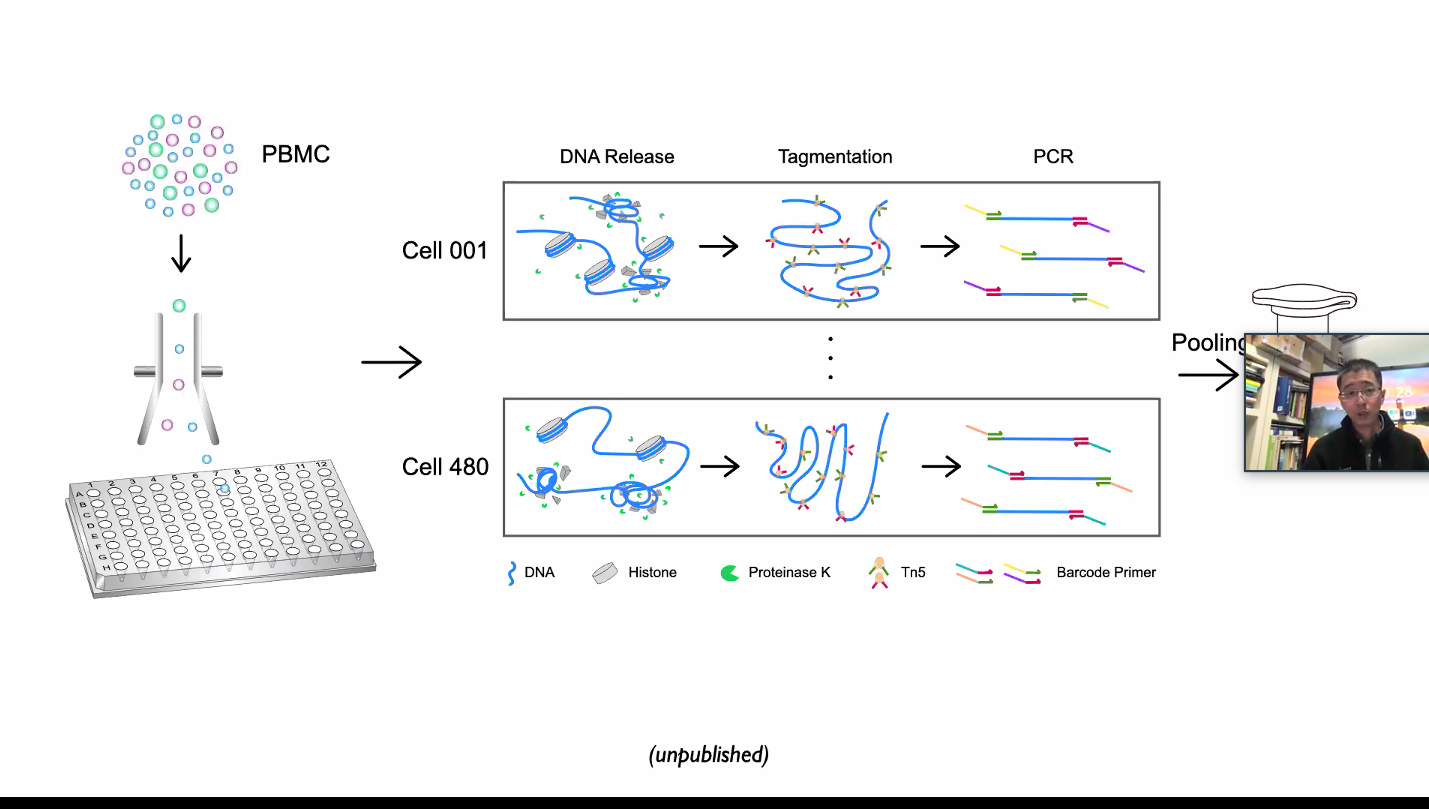 PBMC
DNA Release
Tagmentation
PCR
Cell 001
Pooling
Cell 480
1 2 3 4 5 6 7 8 9 10 11 12
A
B
C
D
E
F
G
H
DNA
Histone
Proteinase K
Tn5
Barcode Primer
(unpublished)